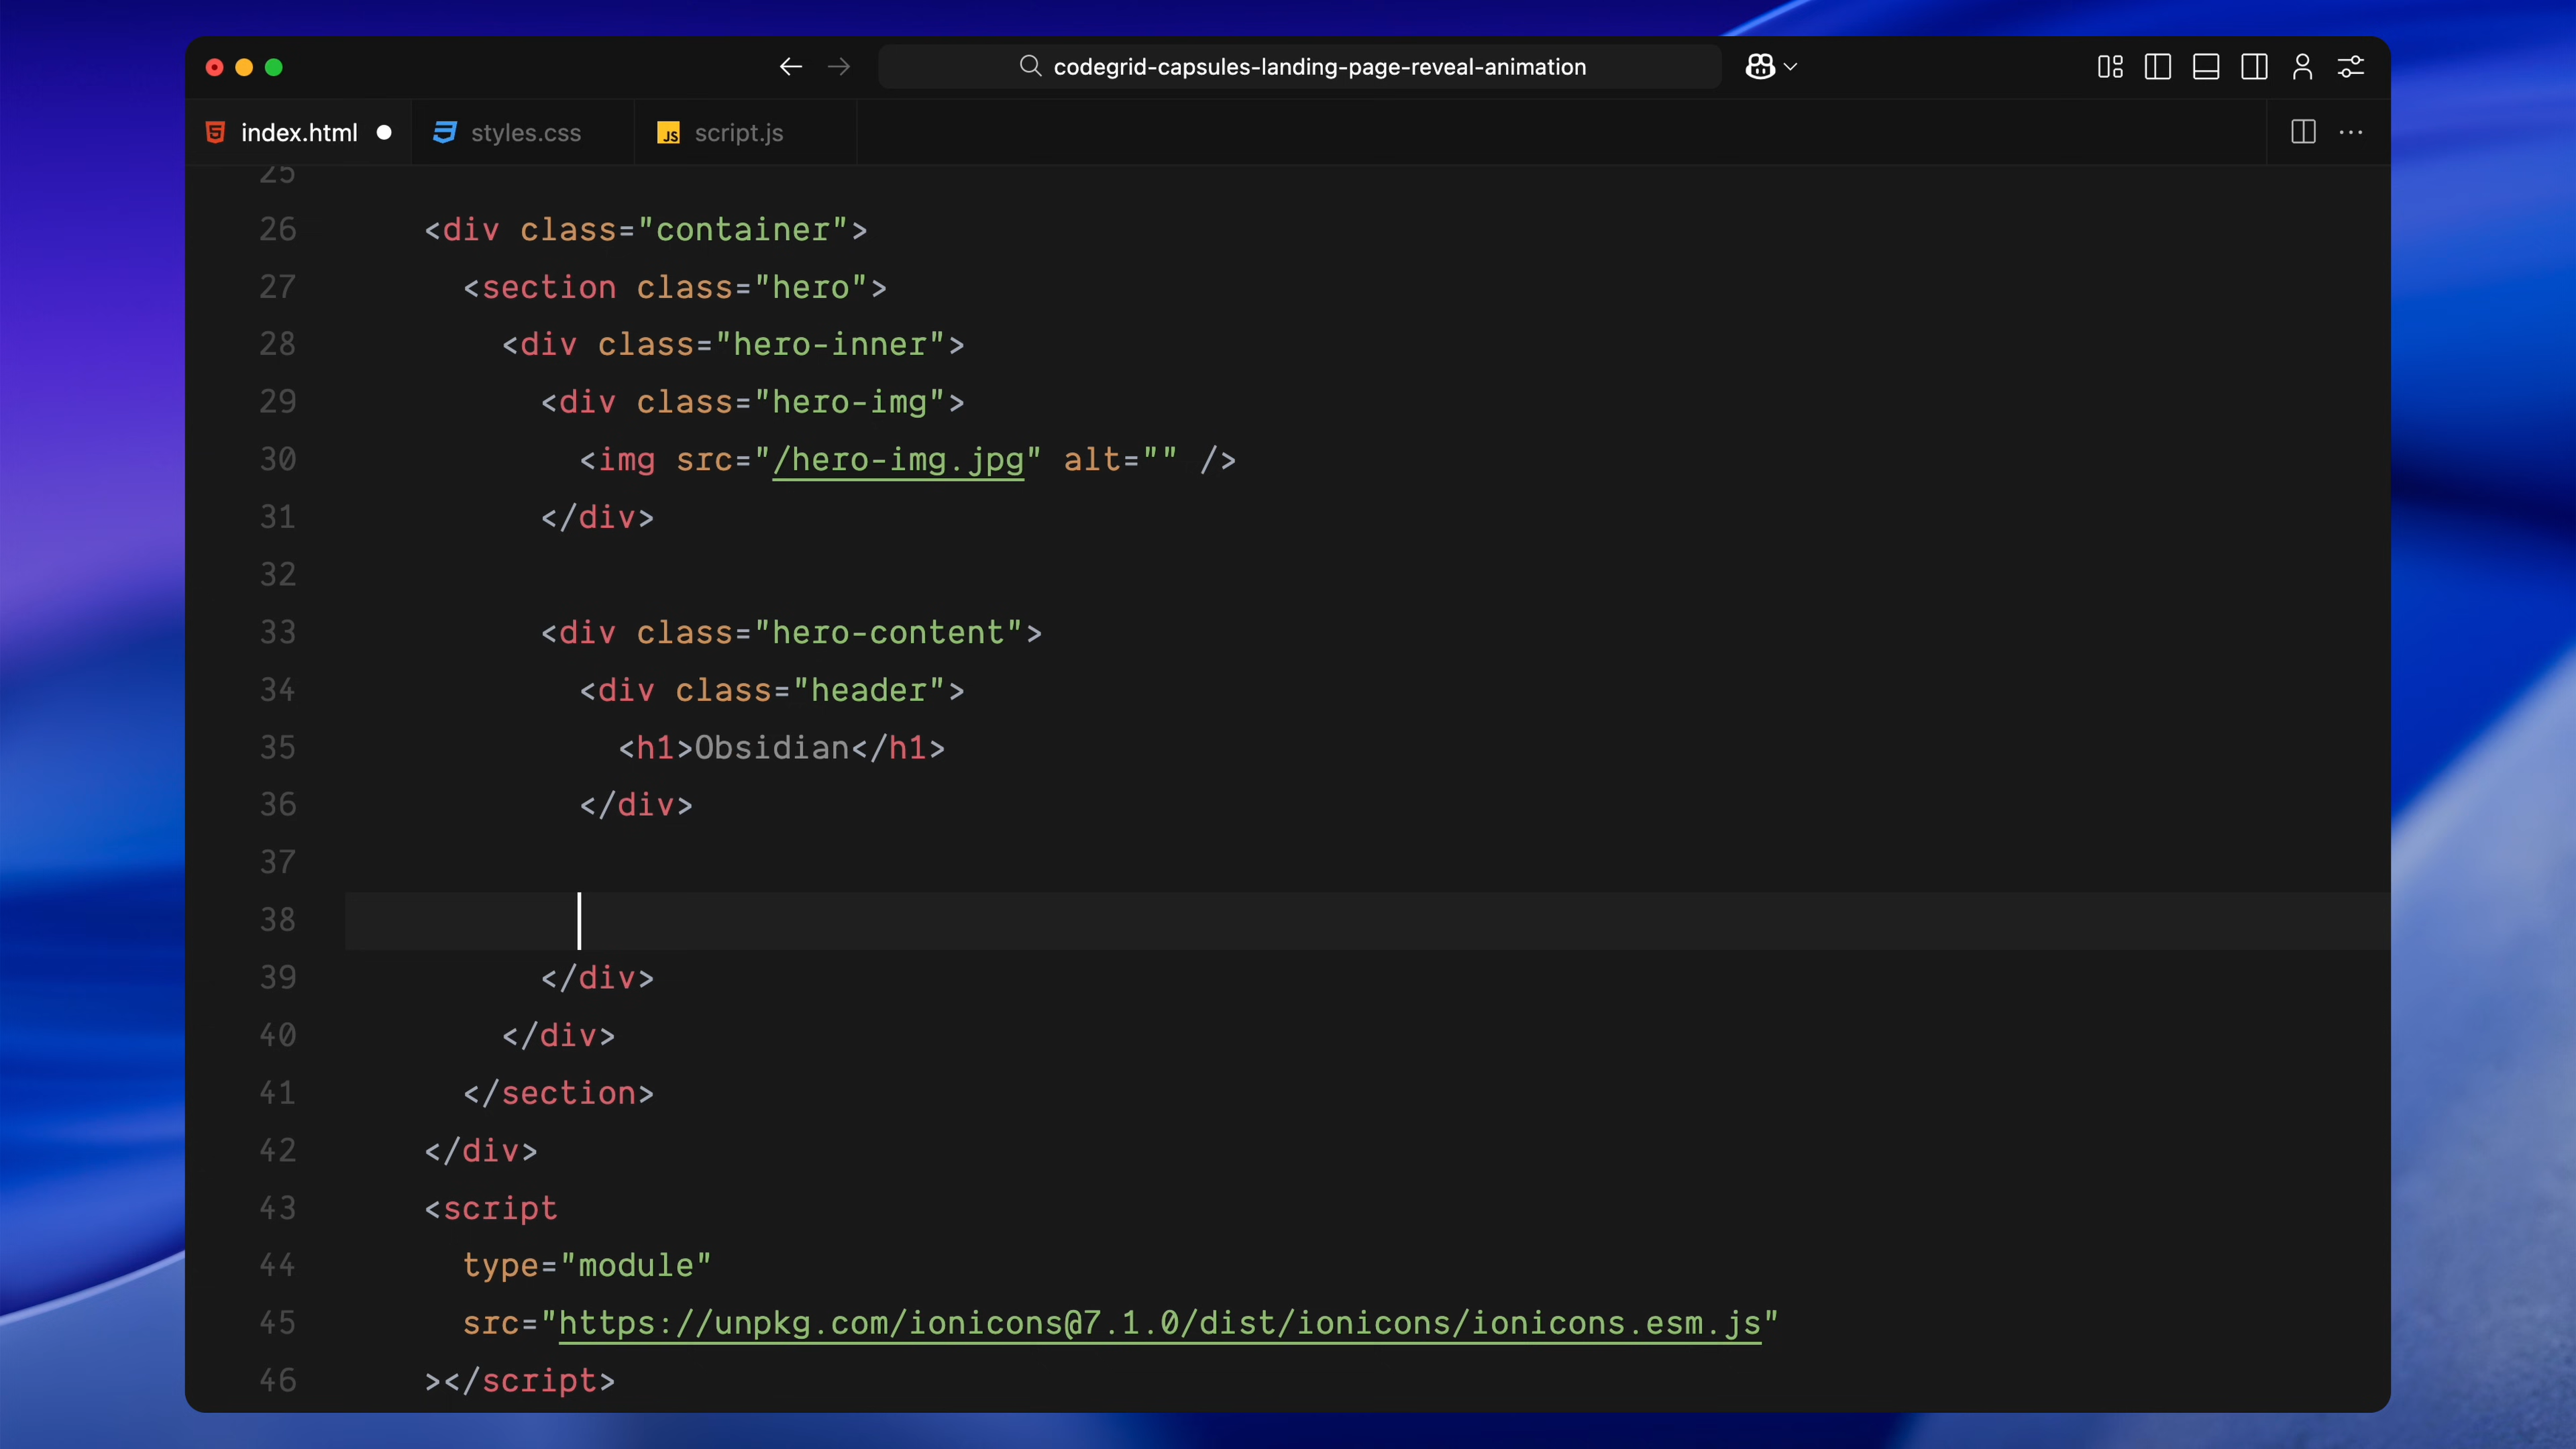 codegrid-capsules-landing-page-reveal-animation
index.html
styles.css
JS script.js
25
26 <div class="container">
27 <section class="hero">
28 <div class="hero-inner">
29 <div class="hero-img">
30 <img src="/hero-img.jpg" alt="" />
31 </div>
32
33 <div class="hero-content">
34 <div class="header">
35 <h1>Obsidian</h1>
36 </div>
37
38
39 </div>
40 </div>
41 </section>
42 </div>
43 <script
44 type="module"
45 src="https://unpkg.com/ionicons@7.1.0/dist/ionicons/ionicons.esm.js"
46 ></script>